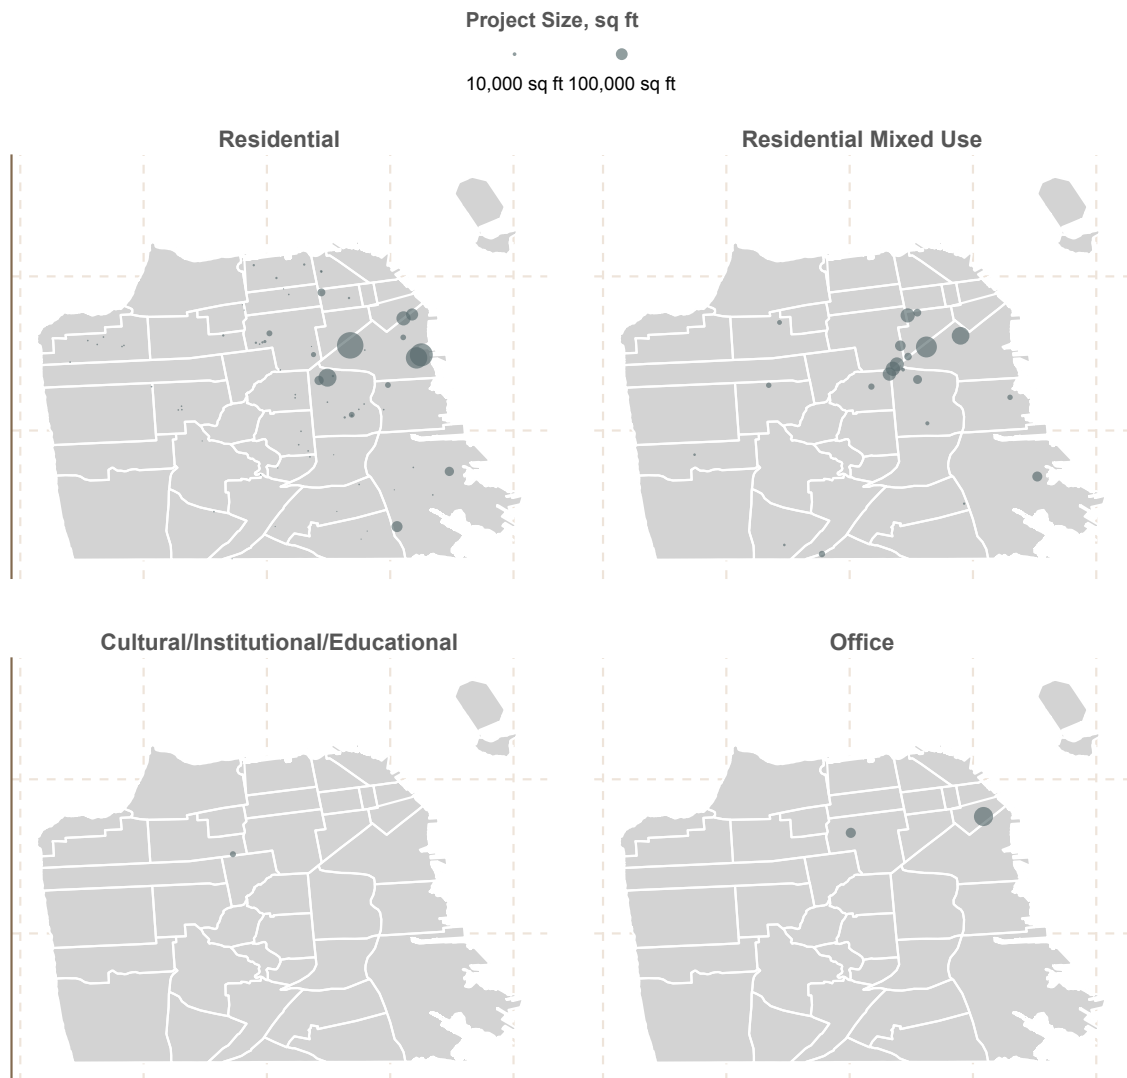 Project Size, sq ft
10,000 sq ft 100,000 sq ft
Residential
Residential Mixed Use
Cultural/Institutional/Educational
Office